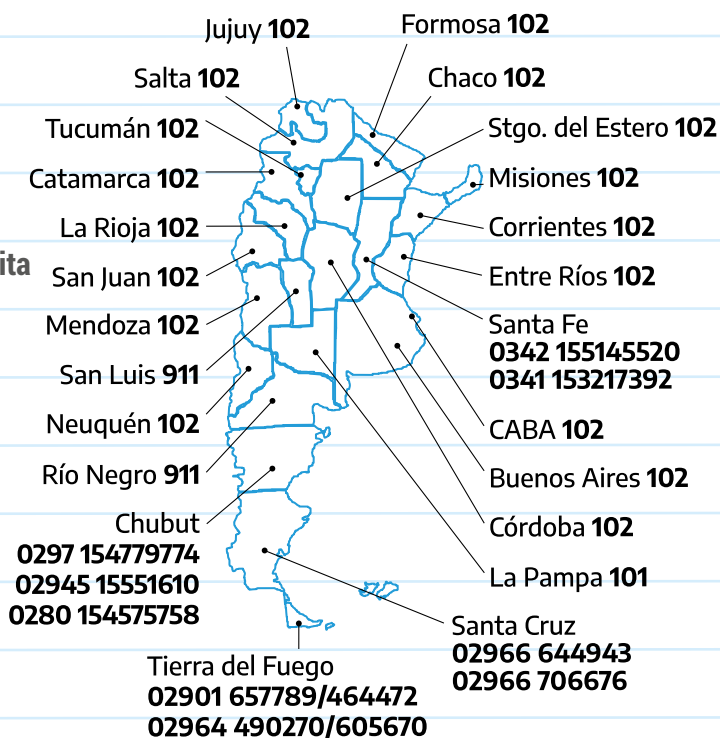 Jujuy 102
Salta 102
Tucumán 102
Catamarca 102
La Rioja 102
ita
San Juan 102
Mendoza 102
San Luis 911
Neuquén 102
Río Negro 911
Chubut
0297 154779774
02945 15551610
0280 154575758
Tierra del Fuego
02901 657789/464472
02964 490270/605670
Formosa 102
Chaco 102
Stgo. del Estero 102
Misiones 102
Corrientes 102
Entre Ríos 102
Santa Fe
0342 155145520
0341 153217392
CABA 102
Buenos Aires 102
Córdoba 102
La Pampa 101
Santa Cruz
02966 644943
02966 706676